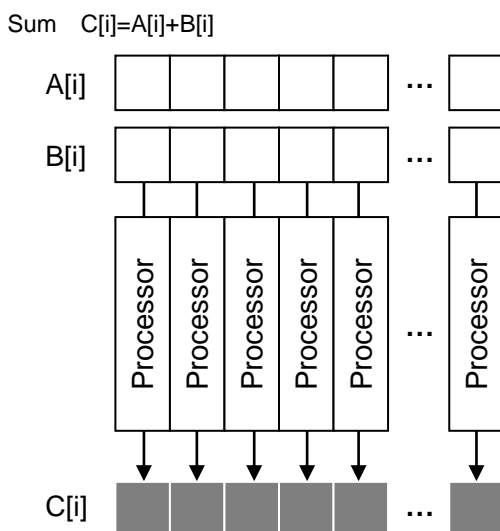 Sum C[i]=A[i]+B[i]
A[i] ...
B[i] ...
Processor Processor Processor Processor Processor ... Processor
C[i] ...